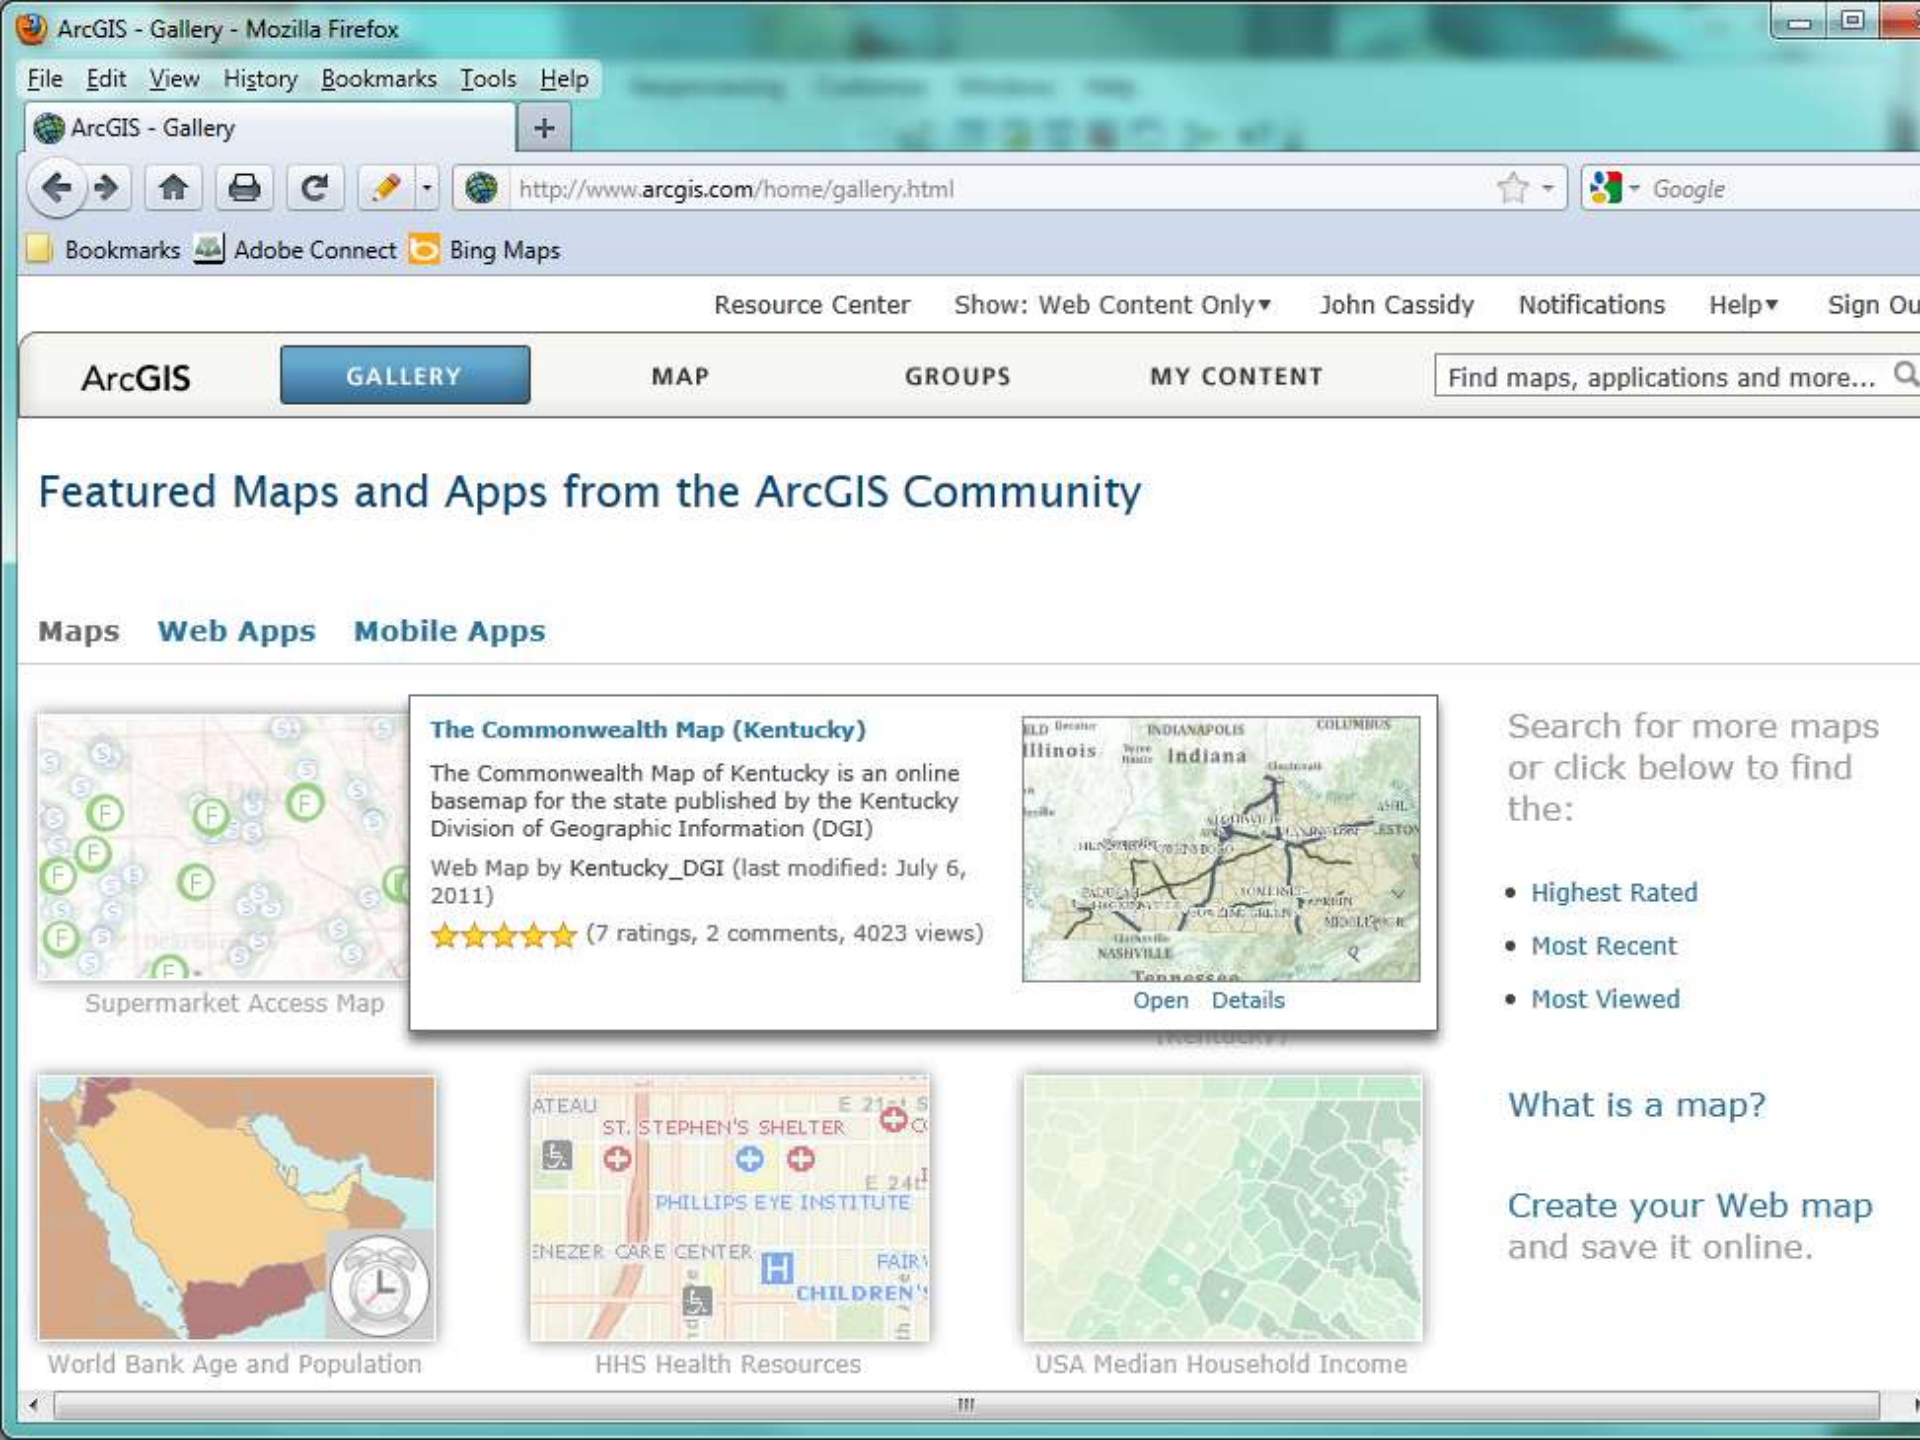 ArcGIS - Gallery - Mozilla Firefox
File Edit View History Bookmarks Tools Help
ArcGIS - Gallery
http://www.arcgis.com/home/gallery.html
Google
Bookmarks Adobe Connect Bing Maps
Resource Center Show: Web Content Only John Cassidy Notifications Help Sign Ou
ArcGIS GALLERY MAP GROUPS MY CONTENT Find maps, applications and more...
Featured Maps and Apps from the ArcGIS Community
Maps Web Apps Mobile Apps
Supermarket Access Map
The Commonwealth Map (Kentucky)
The Commonwealth Map of Kentucky is an online
basemap for the state published by the Kentucky
Division of Geographic Information (DGI)
Web Map by Kentucky_DGI (last modified: July 6,
2011)
(7 ratings, 2 comments, 4023 views)
INDIANAPOLIS
COLUMBUS
Illinois
Indiana
NASHVILLE
Tennessee
Open Details
Search for more maps
or click below to find
the:
Highest Rated
Most Recent
Most Viewed
What is a map?
Create your Web map
and save it online.
World Bank Age and Population
ATEAU
E 21st S
ST. STEPHEN'S SHELTER
E 24t
PHILLIPS EYE INSTITUTE
ENEZER CARE CENTER
H
FAIRV
CHILDREN'S
HHS Health Resources
USA Median Household Income